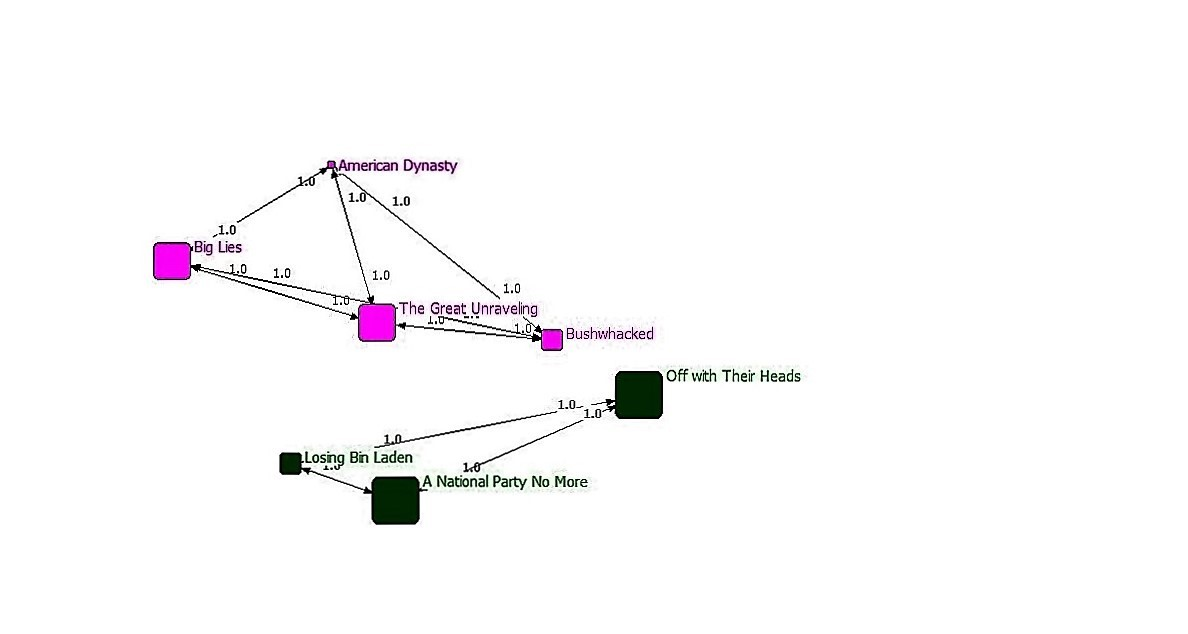 American Dynasty
1.0
1.0
1.0
1.0
Big Lies
1.0
1.0
1.0
1.0
1.0
The Great Unraveling
1.0
1.0
Bushwhacked
Off with Their Heads
1.0
1.0
1.0
Losing Bin Laden
1.0
1.0
A National Party No More